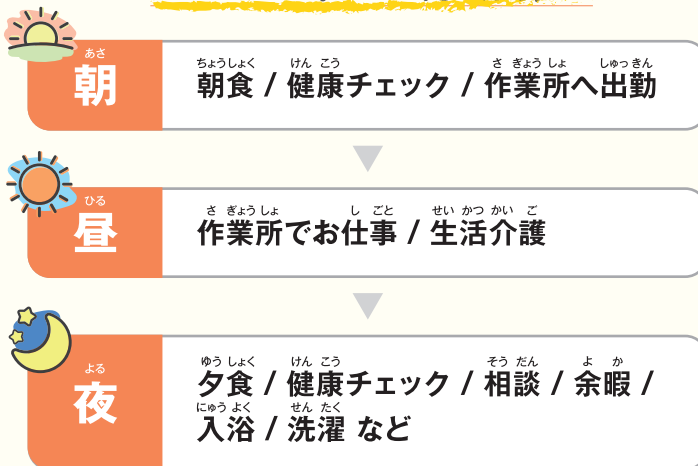 あさ
朝
ちょうしょく けんこう さぎょうしょ しゅっきん
朝食 / 健康チェック / 作業所へ出勤
ひる
昼
さぎょうしょ しごと せいかつかいご
作業所でお仕事 / 生活介護
よる
夜
ゆうしょく けんこう そうだん よか
夕食 / 健康チェック / 相談 / 余暇 /
にゅうよく せんたく
入浴 / 洗濯 など